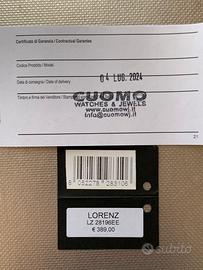 Certificato di Garanzia / Contractual Garantee
Codice Prodotto / Model
Data di consegna / Date of delivery
04 LUG. 2024
Timbro e firma del Venditore / Stamp
CUOMO
WATCHES & JEWELS
www.cuomowj.it
info@cuomowj.it
21
8 052278 283106
LORENZ
LZ 28196EE
€ 389,00
subito